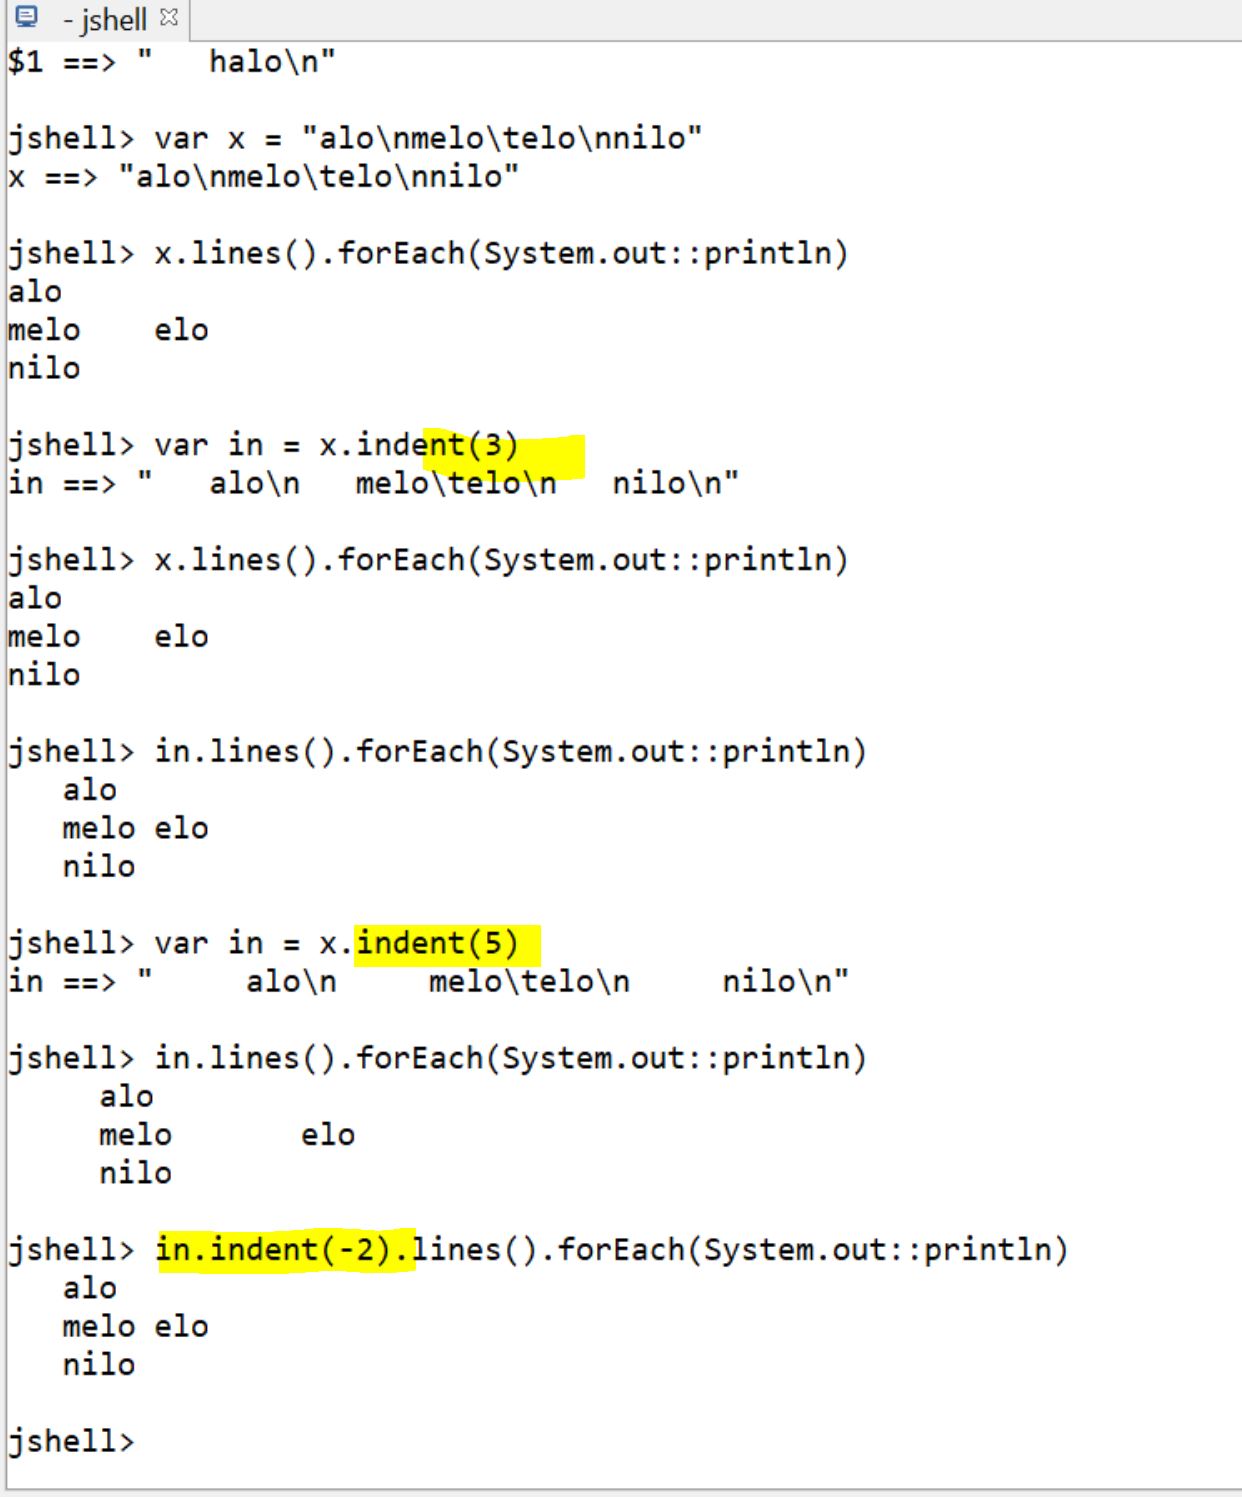 - jshell
$1 ==> "   halo\n"
jshell> var x = "alo\nmelo\telo\nnilo"
x ==> "alo\nmelo\telo\nnilo"
jshell> x.lines().forEach(System.out::println)
alo
melo    elo
nilo
jshell> var in = x.indent(3)
in ==> "   alo\n   melo\telo\n   nilo\n"
jshell> x.lines().forEach(System.out::println)
alo
melo    elo
nilo
jshell> in.lines().forEach(System.out::println)
   alo
   melo elo
   nilo
jshell> var in = x.indent(5)
in ==> "     alo\n     melo\telo\n     nilo\n"
jshell> in.lines().forEach(System.out::println)
     alo
     melo       elo
     nilo
jshell> in.indent(-2).lines().forEach(System.out::println)
   alo
   melo elo
   nilo
jshell>